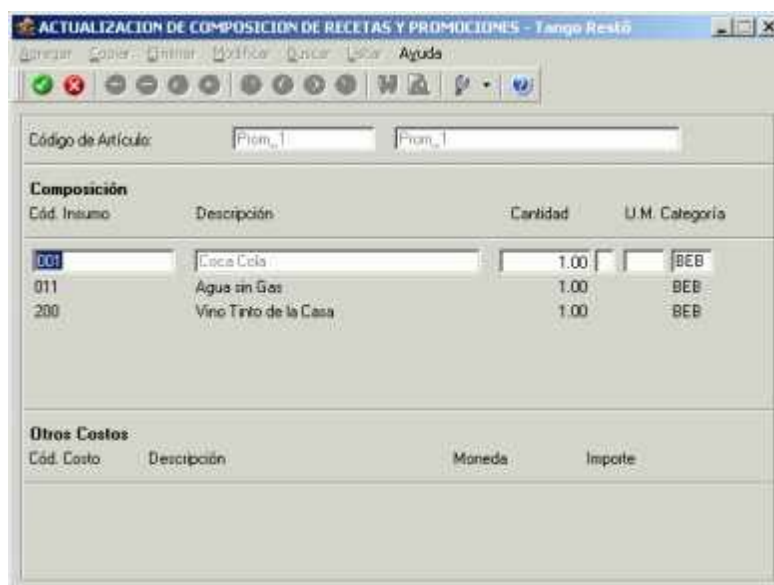 ACTUALIZACION DE COMPOSICION DE RECETAS Y PROMOCIONES - Tango Restô
Agregar Copiar Eliminar Modificar Buscar Listar Ayuda
Código de Artículo: Prom_1 Prom_1
Composición
Cód. Insumo Descripción Cantidad U.M. Categoría
001 Coca Cola 1.00 BEB
011 Agua sin Gas 1.00 BEB
200 Vino Tinto de la Casa 1.00 BEB
Otros Costos
Cód. Costo Descripción Moneda Importe